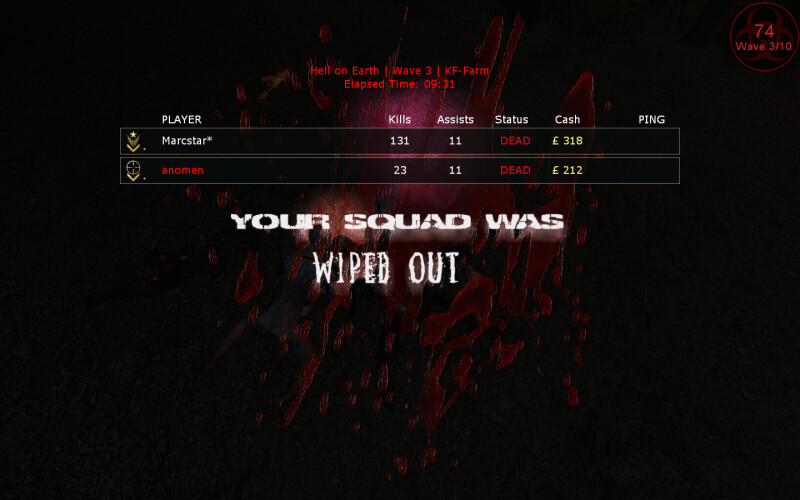 74
Wave 3/10
Hell on Earth | Wave 3 | KF-Farm
Elapsed Time: 09:31
PLAYER Kills Assists Status Cash PING
Marcstar* 131 11 DEAD £ 318
anomen 23 11 DEAD £ 212
YOUR SQUAD WAS
WIPED OUT